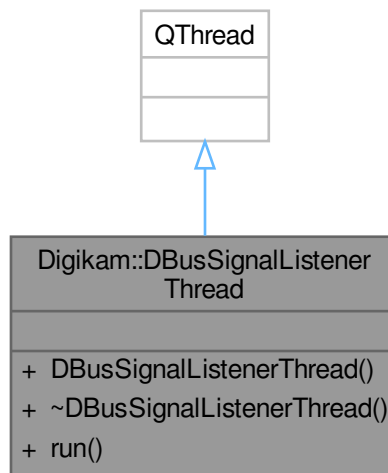 QThread
Digikam::DBusSignalListener
Thread
+ DBusSignalListenerThread()
+ ~DBusSignalListenerThread()
+ run()